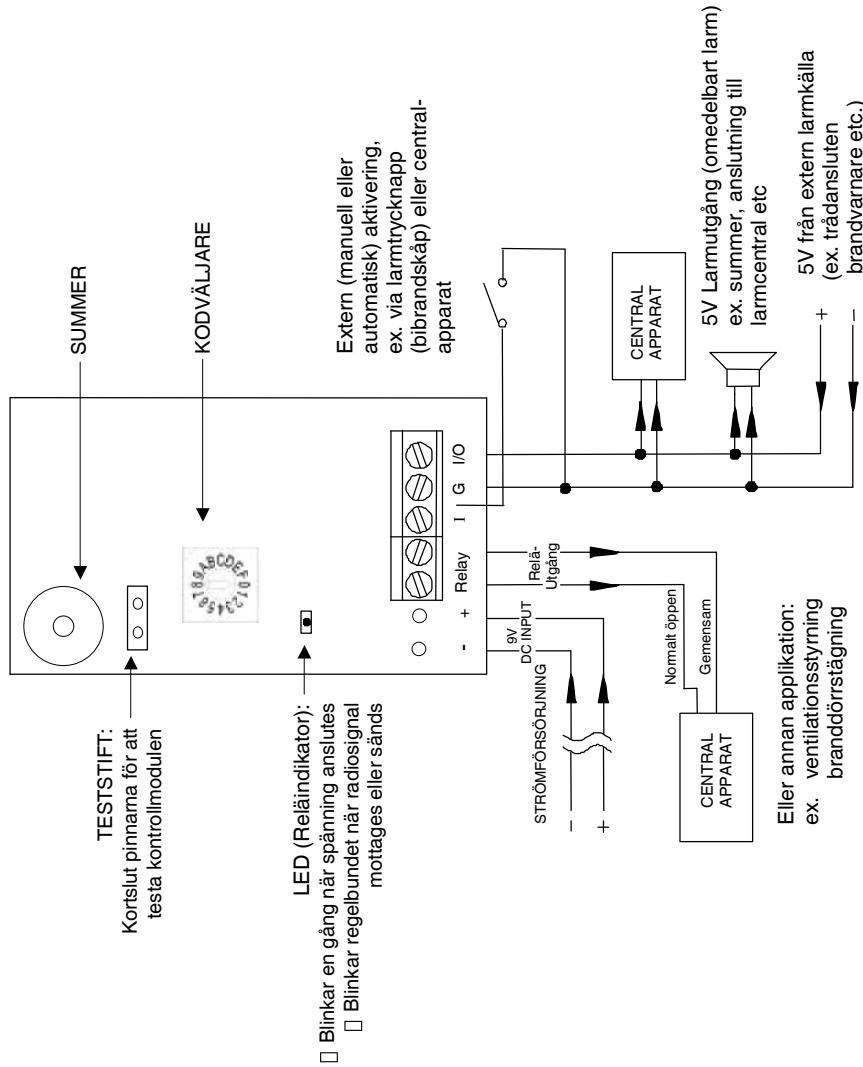 SUMMER
KODVÄLJARE
TESTSTIFT:
Kortslut pinnarna för att
testa kontrollmodulen
LED (Reläindikator):
Blinkar en gång när spänning anslutes
Blinkar regelbundet när radiosignal
mottages eller sänds
0123456789ABCDEF
- + Relay I G I/O
Extern (manuell eller
automatisk) aktivering,
ex. via larmtrycknapp
(bibrandskåp) eller central-
apparat
9V
DC INPUT
STRÖMFÖRSÖRJNING
–
+
Relä-
Utgång
Normalt öppen
Gemensam
CENTRAL
APPARAT
Eller annan applikation:
ex. ventilationsstyrning
branddörrstägning
CENTRAL
APPARAT
5V Larmutgång (omedelbart larm)
ex. summer, anslutning till
larmcentral etc
5V från extern larmkälla
(ex. trådansluten
brandvarnare etc.)
+
–